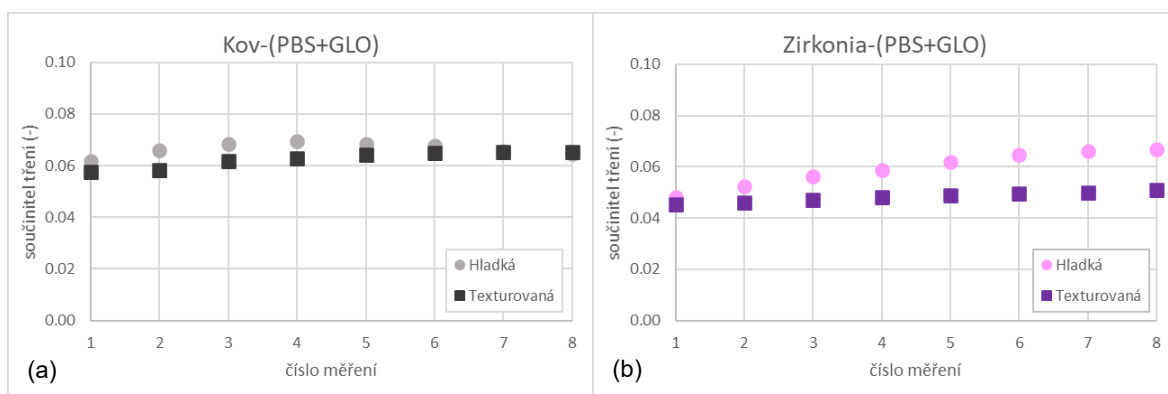 Kov-(PBS+GLO)
0.10
0.08
0.06
0.04
0.02
0.00
součinitel tření (-)
Hladká
Texturovaná
1 2 3 4 5 6 7 8
číslo měření
(a)
Zirkonia-(PBS+GLO)
0.10
0.08
0.06
0.04
0.02
0.00
součinitel tření (-)
Hladká
Texturovaná
1 2 3 4 5 6 7 8
číslo měření
(b)